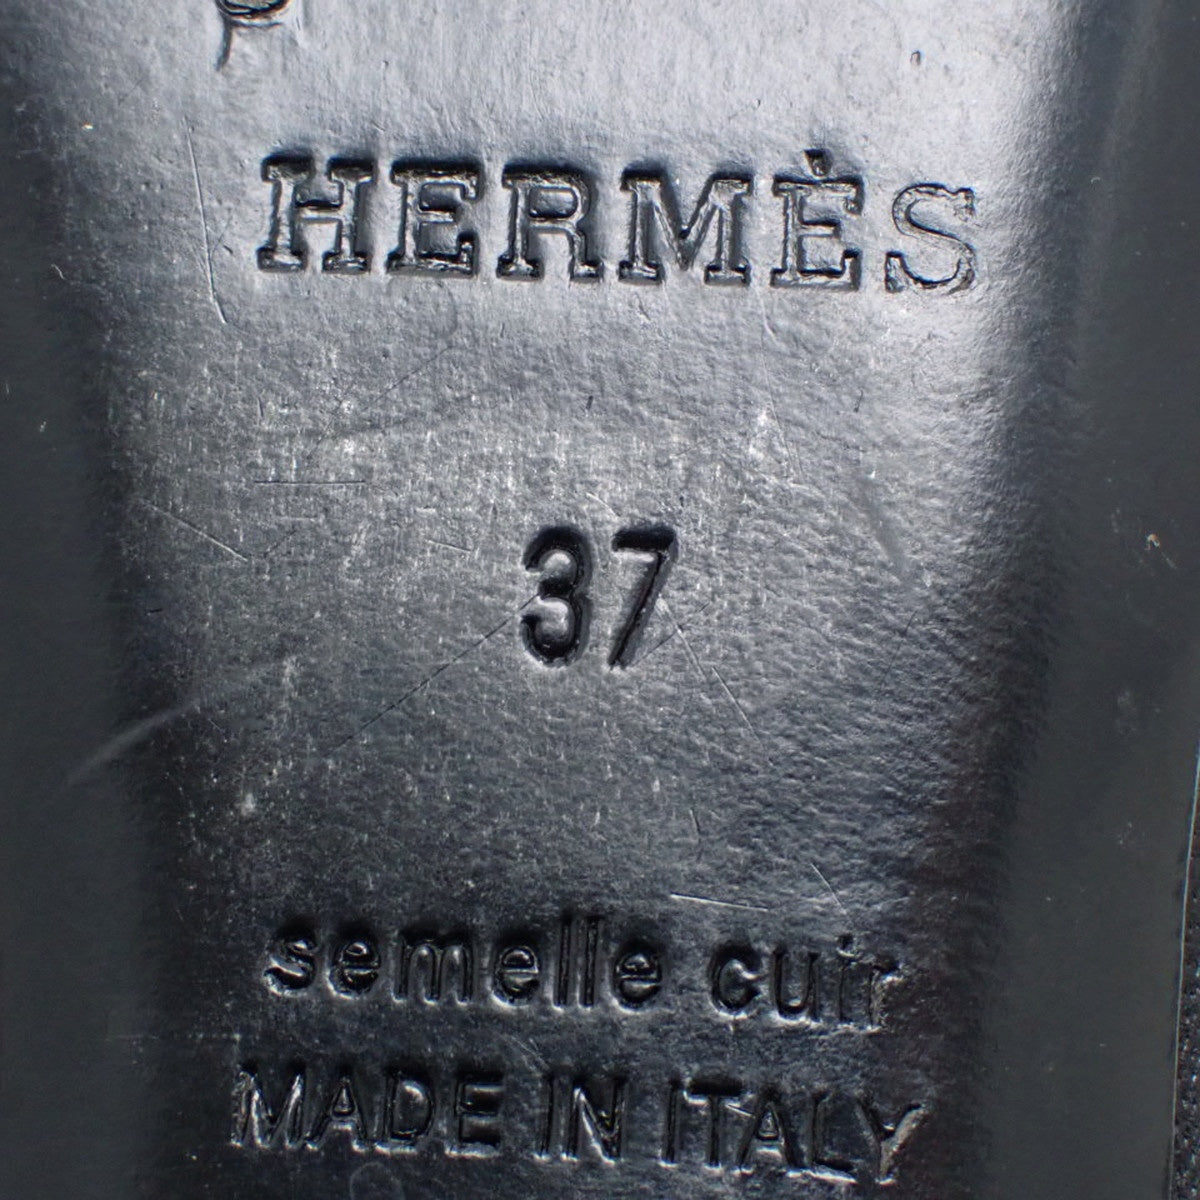 HERMÈS
37
semelle cuir
MADE IN ITALY